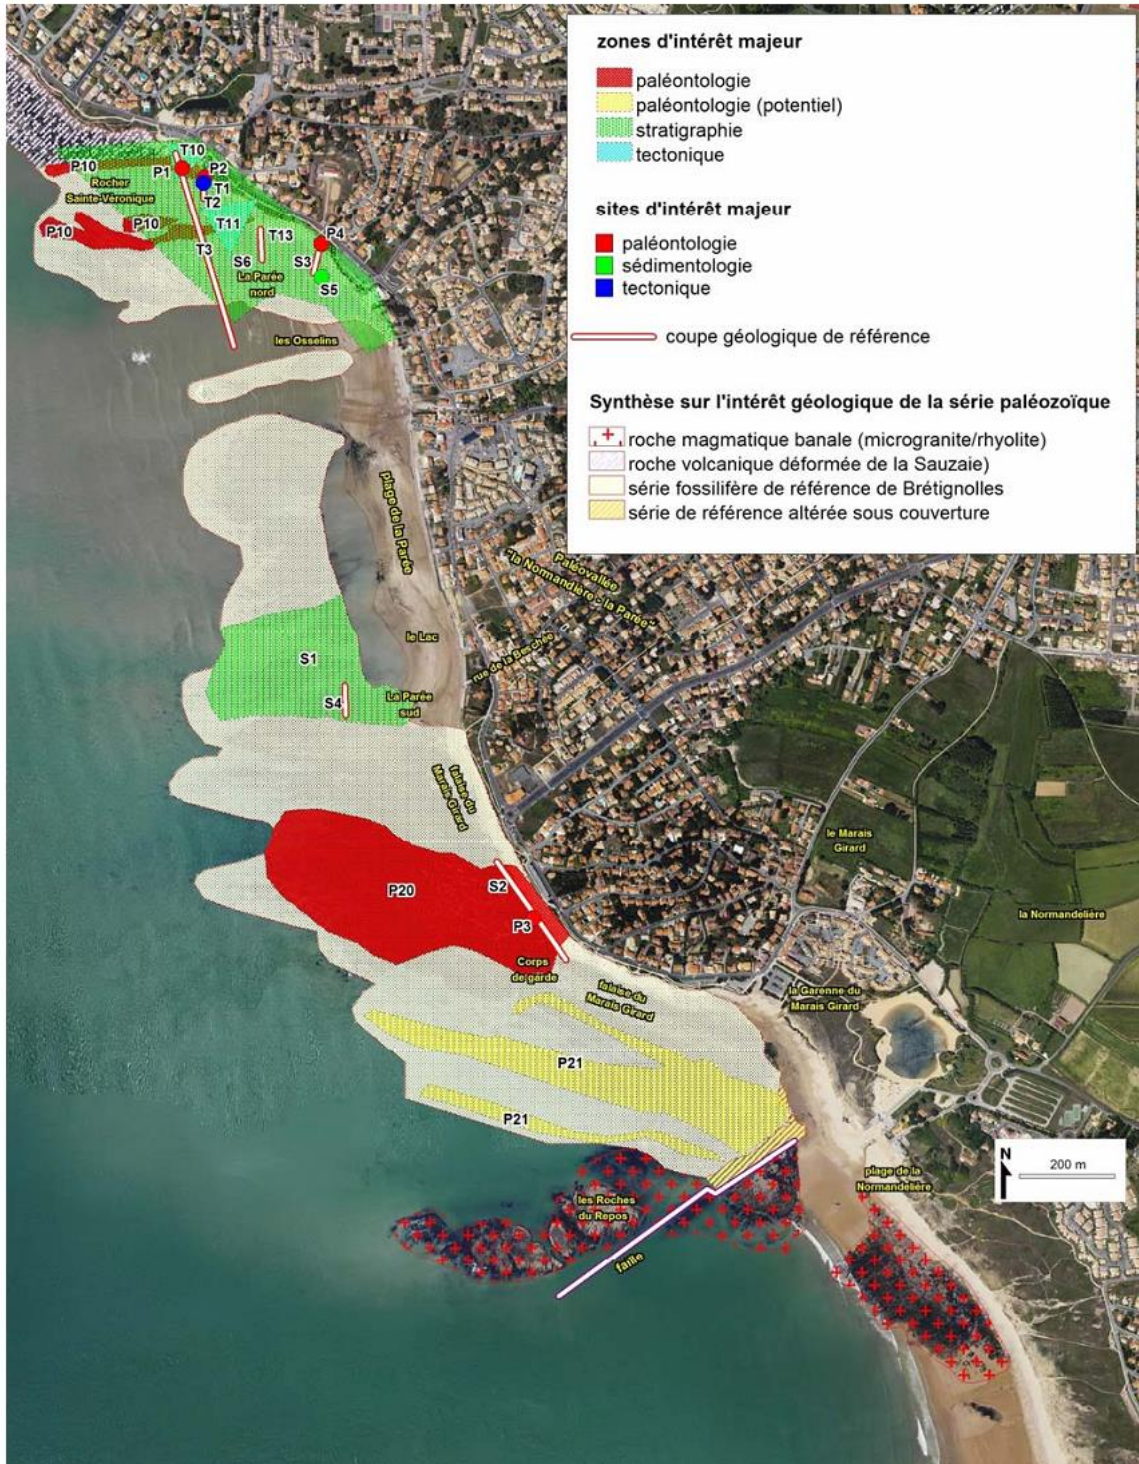 zones d'intérêt majeur
paléontologie
paléontologie (potentiel)
stratigraphie
tectonique
sites d'intérêt majeur
paléontologie
sédimentologie
tectonique
coupe géologique de référence
Synthèse sur l'intérêt géologique de la série paléozoïque
roche magmatique banale (microgranite/rhyolite)
roche volcanique déformée de la Sauzaie)
série fossilifère de référence de Brétignolles
série de référence altérée sous couverture
T10
P10
P1
P2
Rocher
Sainte-Véronique
T1
T2
P10
P10
T11
T3
T13
P4
S6
S3
La Parée
nord
S5
les Osselins
plage de la Parée
Paléovallée
"la Normandière - la Parée"
le Lac
rue de la Beschée
S1
S4
La Parée
sud
falaise du
Marais Girard
le Marais
Girard
S2
P20
P3
la Normandelière
Corps
de garde
falaise du
Marais Girard
la Garenne du
Marais Girard
P21
P21
N
200 m
plage de la
Normandelière
les Roches
du Repos
faille